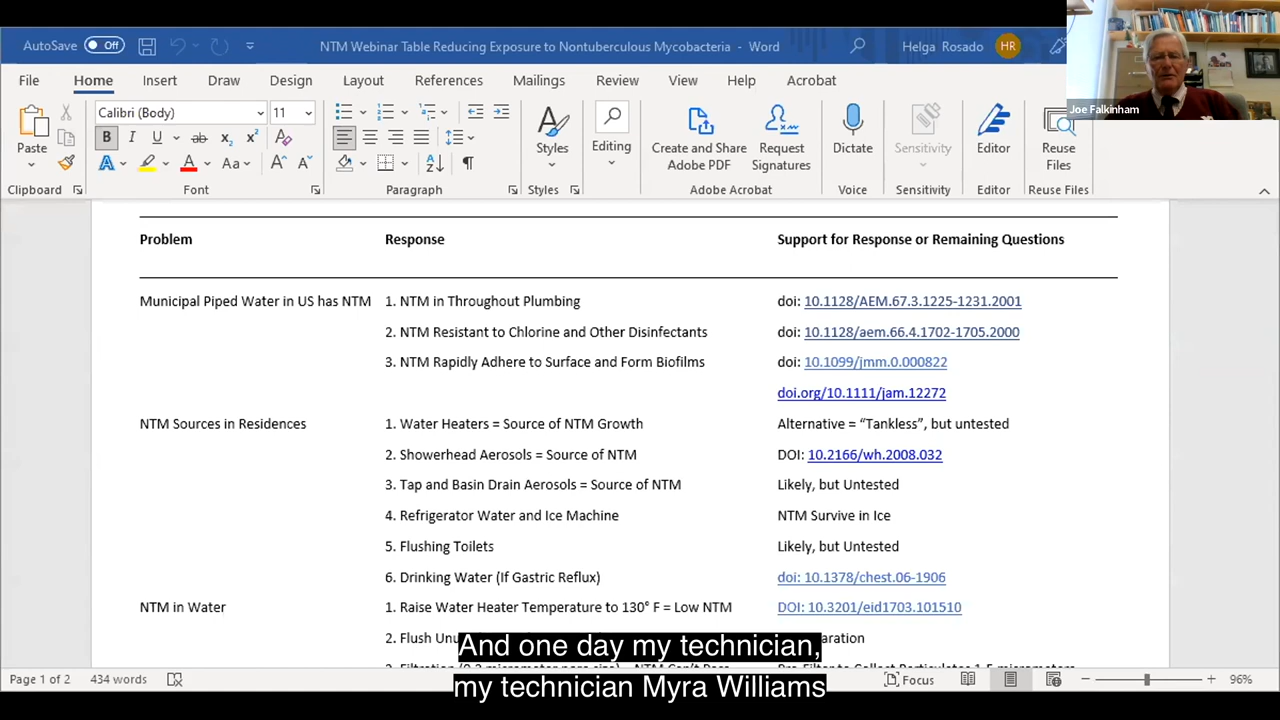 AutoSave Off NTM Webinar Table Reducing Exposure to Nontuberculous Mycobacteria - Word Helga Rosado HR
Joe Falkinham
File Home Insert Draw Design Layout References Mailings Review View Help Acrobat
Calibri (Body) 11
Paste Styles Editing Create and Share Adobe PDF Request Signatures Dictate Sensitivity Editor Reuse Files
Clipboard Font Paragraph Styles Adobe Acrobat Voice Sensitivity Editor Reuse Files
Problem Response Support for Response or Remaining Questions
Municipal Piped Water in US has NTM 1. NTM in Throughout Plumbing doi: 10.1128/AEM.67.3.1225-1231.2001
2. NTM Resistant to Chlorine and Other Disinfectants doi: 10.1128/aem.66.4.1702-1705.2000
3. NTM Rapidly Adhere to Surface and Form Biofilms doi: 10.1099/jmm.0.000822
doi.org/10.1111/jam.12272
NTM Sources in Residences 1. Water Heaters = Source of NTM Growth Alternative = “Tankless”, but untested
2. Showerhead Aerosols = Source of NTM DOI: 10.2166/wh.2008.032
3. Tap and Basin Drain Aerosols = Source of NTM Likely, but Untested
4. Refrigerator Water and Ice Machine NTM Survive in Ice
5. Flushing Toilets Likely, but Untested
6. Drinking Water (If Gastric Reflux) doi: 10.1378/chest.06-1906
NTM in Water 1. Raise Water Heater Temperature to 130° F = Low NTM DOI: 10.3201/eid1703.101510
2. Flush
And one day my technician,
my technician Myra Williams
Page 1 of 2 434 words Focus 96%